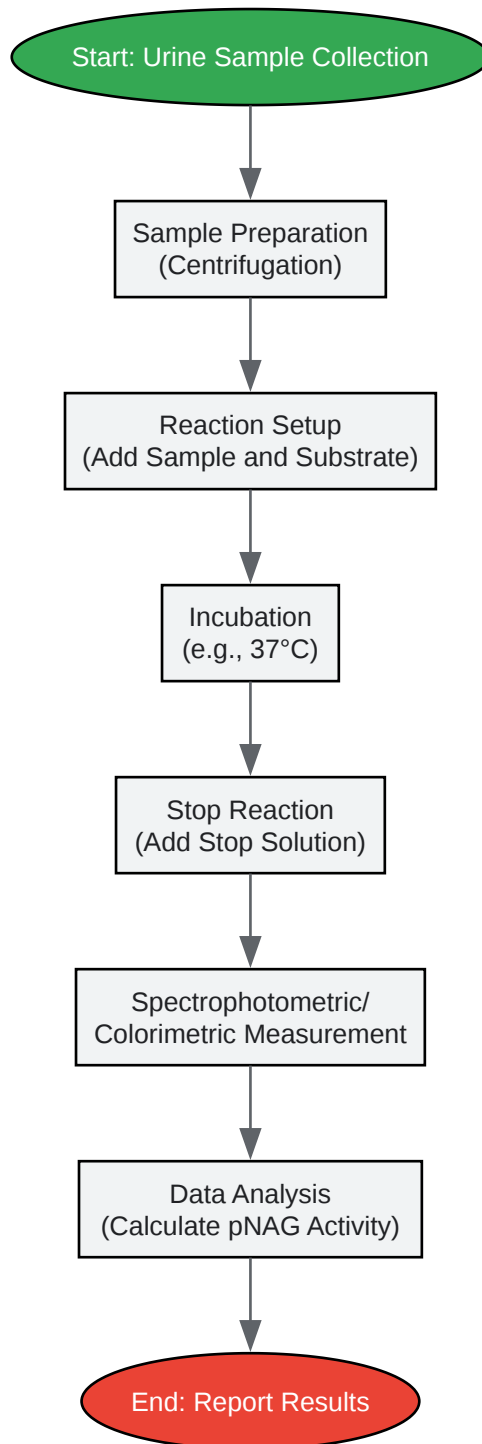 Start: Urine Sample Collection
Sample Preparation
(Centrifugation)
Reaction Setup
(Add Sample and Substrate)
Incubation
(e.g., 37°C)
Stop Reaction
(Add Stop Solution)
Spectrophotometric/
Colorimetric Measurement
Data Analysis
(Calculate pNAG Activity)
End: Report Results